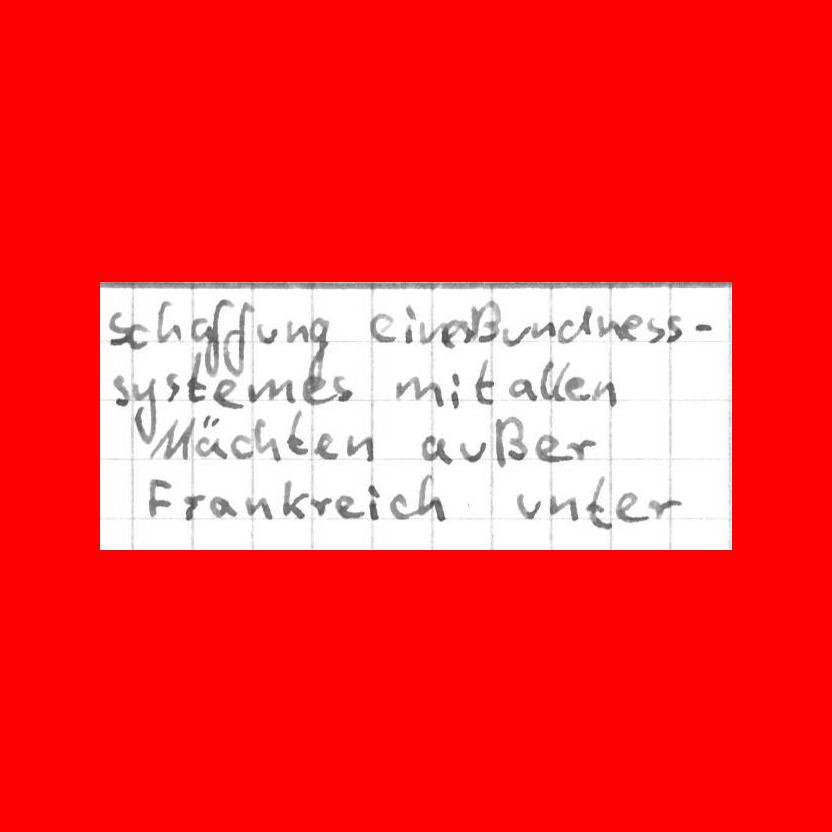 schaffung eines Bundness-
systemes mit allen
Mächten außer
Frankreich unter